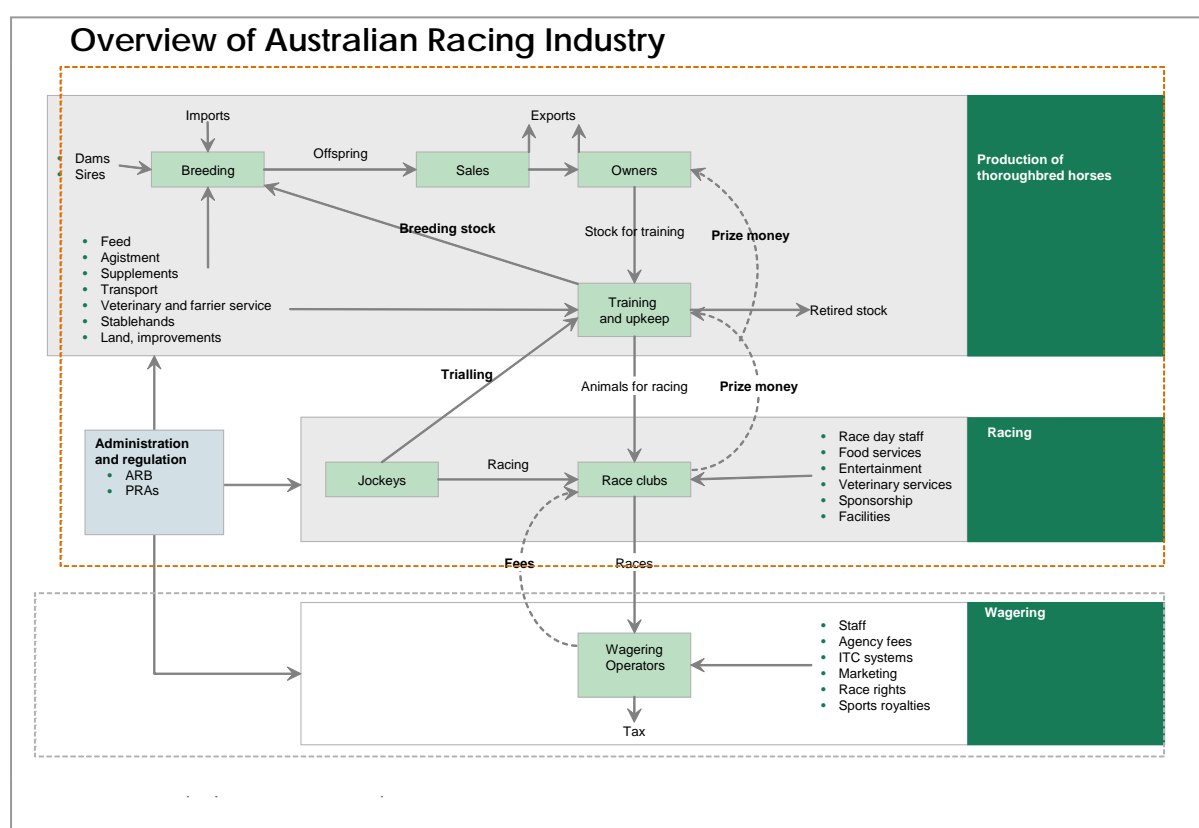 Overview of Australian Racing Industry
Imports
Exports
Dams
Sires
Breeding
Offspring
Sales
Owners
Production of
thoroughbred horses
Breeding stock
Stock for training
Prize money
Feed
Agistment
Supplements
Transport
Veterinary and farrier service
Stablehands
Land, improvements
Training
and upkeep
Retired stock
Trialling
Animals for racing
Prize money
Administration
and regulation
ARB
PRAs
Jockeys
Racing
Race clubs
Race day staff
Food services
Entertainment
Veterinary services
Sponsorship
Facilities
Racing
Fees
Races
Wagering
Operators
Staff
Agency fees
ITC systems
Marketing
Race rights
Sports royalties
Wagering
Tax